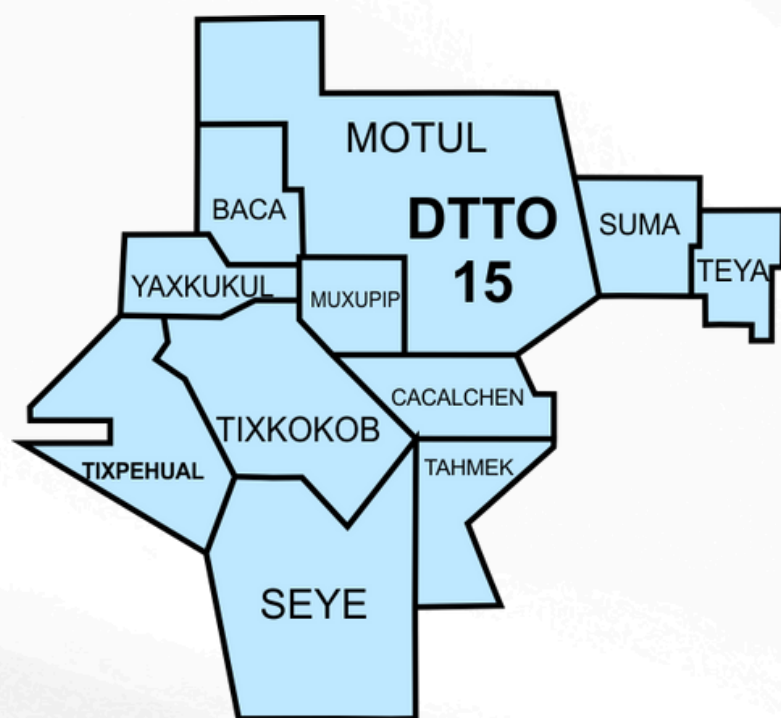 MOTUL
DTTO
15
BACA
SUMA
TEYA
YAXKUKUL
MUXUPIP
CACALCHEN
TIXKOKOB
TIXPEHUAL
TAHMEK
SEYE